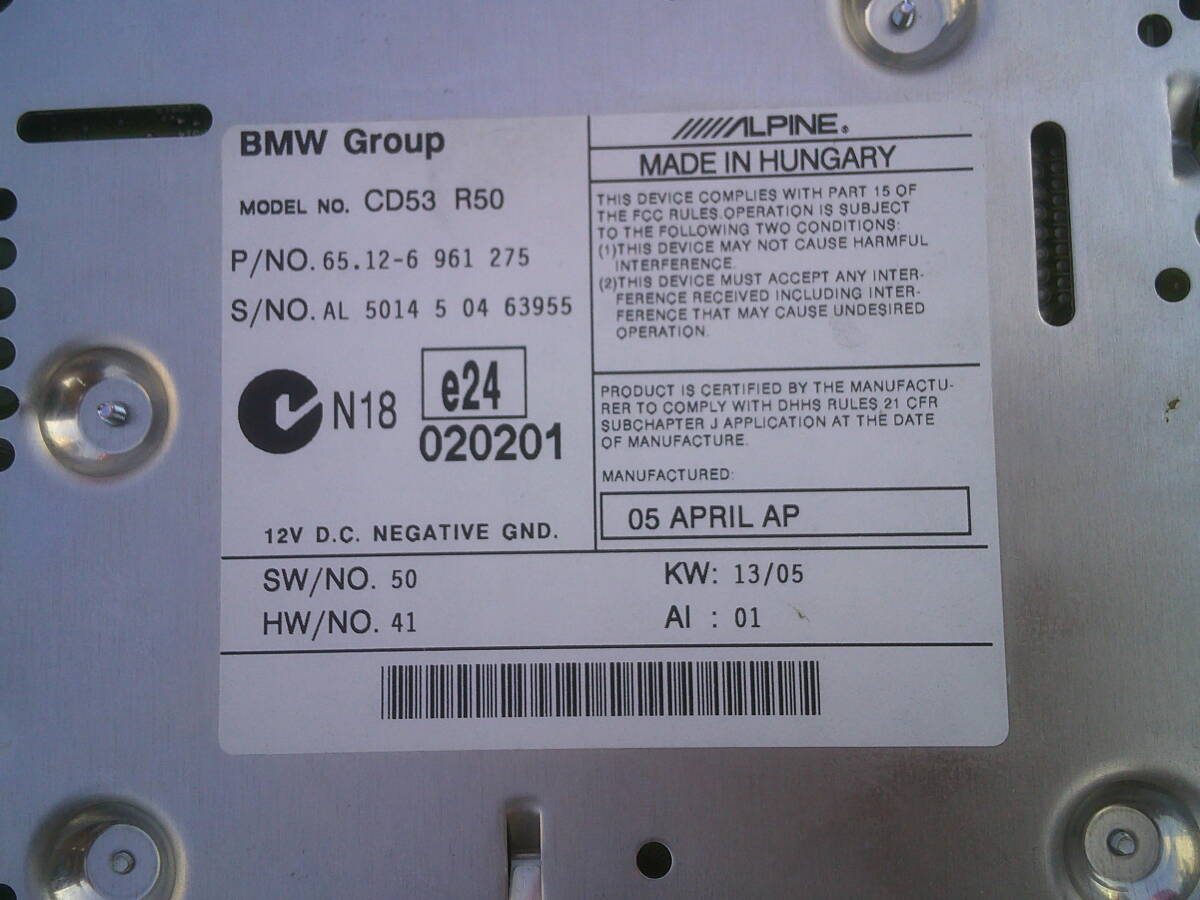 BMW Group
MODEL NO. CD53 R50
P/NO. 65.12-6 961 275
S/NO. AL 5014 5 04 63955
N18
e24
020201
12V D.C. NEGATIVE GND.
ALPINE®
MADE IN HUNGARY
THIS DEVICE COMPLIES WITH PART 15 OF
THE FCC RULES.OPERATION IS SUBJECT
TO THE FOLLOWING TWO CONDITIONS:
(1)THIS DEVICE MAY NOT CAUSE HARMFUL
INTERFERENCE.
(2)THIS DEVICE MUST ACCEPT ANY INTER-
FERENCE RECEIVED INCLUDING INTER-
FERENCE THAT MAY CAUSE UNDESIRED
OPERATION.
PRODUCT IS CERTIFIED BY THE MANUFACTU-
RER TO COMPLY WITH DHHS RULES 21 CFR
SUBCHAPTER J APPLICATION AT THE DATE
OF MANUFACTURE.
MANUFACTURED:
05 APRIL AP
SW/NO. 50
KW: 13/05
HW/NO. 41
AI : 01